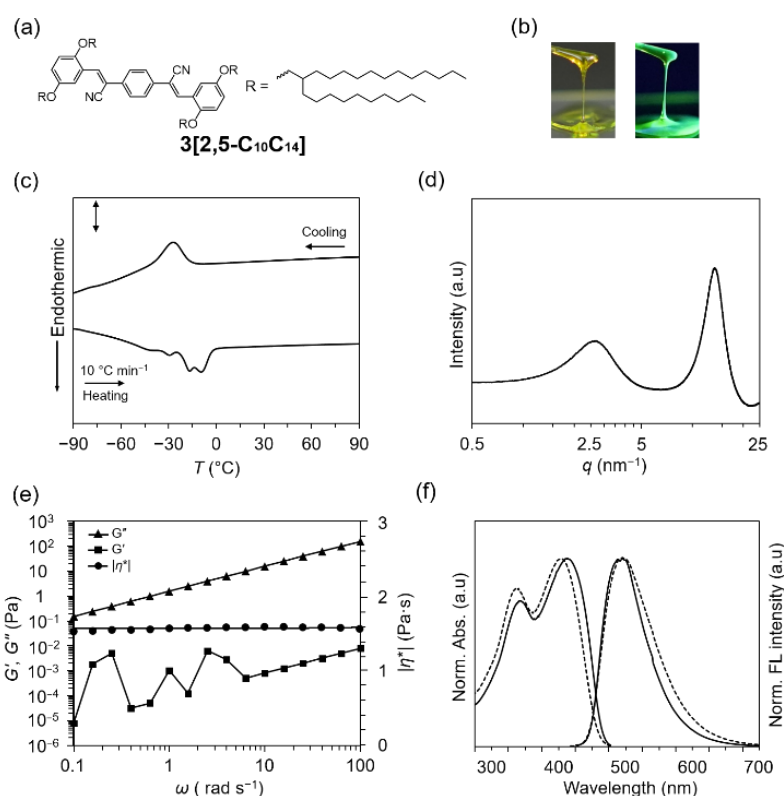 (a)
OR
CN
OR
OR
NC
OR
R =
3[2,5-C₁₀C₁₄]
(b)
(c)
Endothermic
Cooling
10 °C min⁻¹
Heating
−90 −60 −30 0 30 60 90
T (°C)
(d)
Intensity (a.u)
0.5 2.5 5 25
q (nm⁻¹)
(e)
G′, G″ (Pa)
10³
10²
10
1
10⁻¹
10⁻²
10⁻³
10⁻⁴
10⁻⁵
10⁻⁶
G″
G′
|η*|
3
2
1
0
|η*| (Pa·s)
0.1 1.0 10 100
ω ( rad s⁻¹)
(f)
Norm. Abs. (a.u)
Norm. FL intensity (a.u)
300 400 500 600 700
Wavelength (nm)